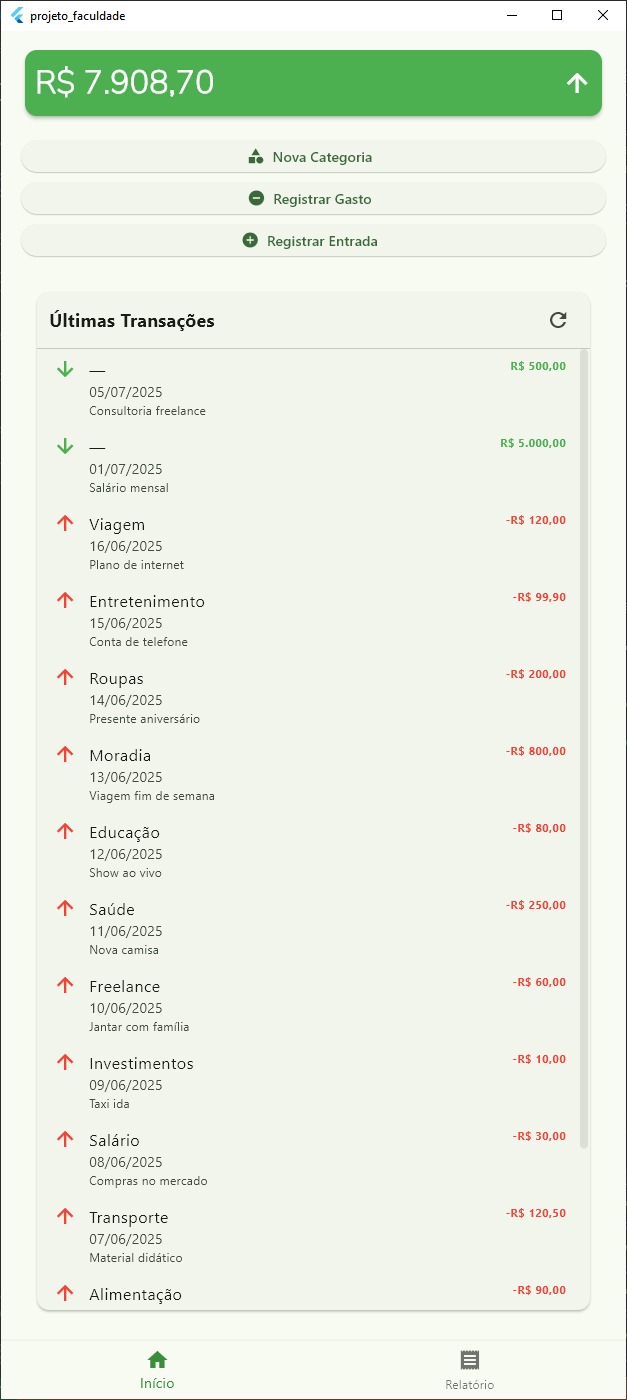 projeto_faculdade
R$ 7.908,70
Nova Categoria
Registrar Gasto
Registrar Entrada
Últimas Transações
—
R$ 500,00
05/07/2025
Consultoria freelance
—
R$ 5.000,00
01/07/2025
Salário mensal
Viagem
-R$ 120,00
16/06/2025
Plano de internet
Entretenimento
-R$ 99,90
15/06/2025
Conta de telefone
Roupas
-R$ 200,00
14/06/2025
Presente aniversário
Moradia
-R$ 800,00
13/06/2025
Viagem fim de semana
Educação
-R$ 80,00
12/06/2025
Show ao vivo
Saúde
-R$ 250,00
11/06/2025
Nova camisa
Freelance
-R$ 60,00
10/06/2025
Jantar com família
Investimentos
-R$ 10,00
09/06/2025
Taxi ida
Salário
-R$ 30,00
08/06/2025
Compras no mercado
Transporte
-R$ 120,50
07/06/2025
Material didático
Alimentação
-R$ 90,00
Início
Relatório